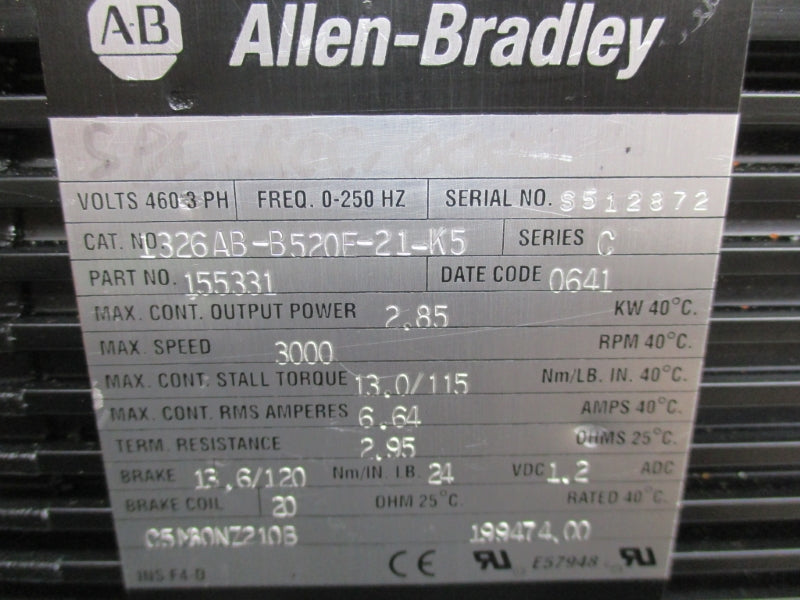 A-B Allen-Bradley
VOLTS 460 3 PH FREQ. 0-250 HZ SERIAL NO. S512872
CAT. NO. 1326AB-B520F-21-K5 SERIES C
PART NO. 155331 DATE CODE 0641
MAX. CONT. OUTPUT POWER 2.85 KW 40°C.
MAX. SPEED 3000 RPM 40°C.
MAX. CONT. STALL TORQUE 13.0/115 Nm/LB. IN. 40°C.
MAX. CONT. RMS AMPERES 6.64 AMPS 40°C.
TERM. RESISTANCE 2.95 OHMS 25°C.
BRAKE 13.6/120 Nm/IN. LB. 24 VDC 1.2 ADC
BRAKE COIL 20 OHM 25°C. RATED 40°C.
199474.00
INS F4-D CE RU E57948 RU